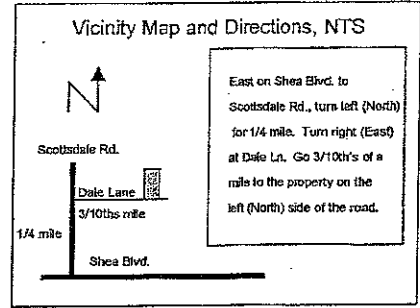 Vicinity Map and Directions, NTS
N
Scottsdale Rd.
Dale Lane
3/10ths mile
1/4 mile
Shea Blvd.
East on Shea Blvd. to
Scottsdale Rd., turn left (North)
for 1/4 mile. Turn right (East)
at Dale Ln. Go 3/10th's of a
mile to the property on the
left (North) side of the road.